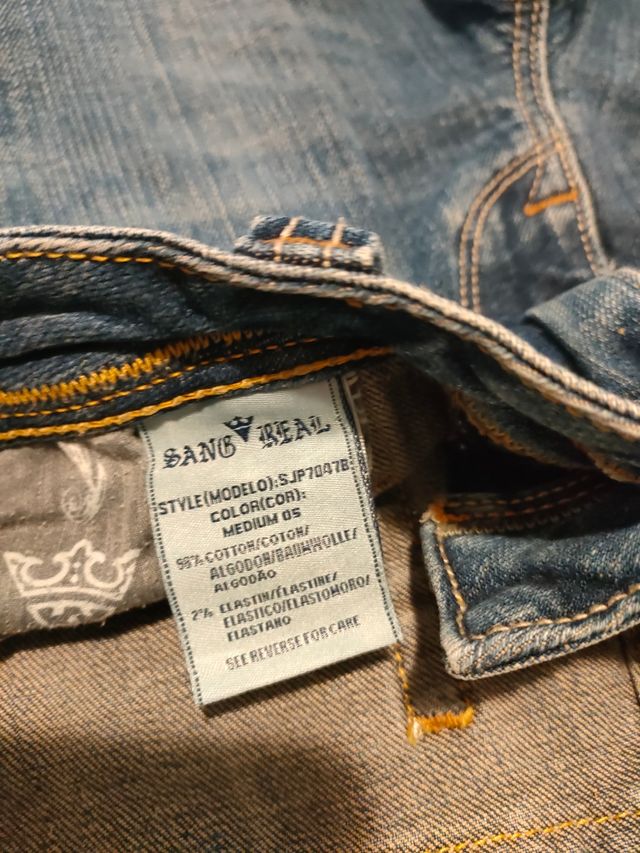 SANG REAL
STYLE(MODELO):SJP7047B
COLOR(COR):
MEDIUM 05
98% COTTON/COTON/
ALGODON/BAUMWOLLE/
ALGODÃO
2% ELASTIN/ÉLASTINE/
ELASTICO/ELASTOMORO/
ELASTANO
SEE REVERSE FOR CARE